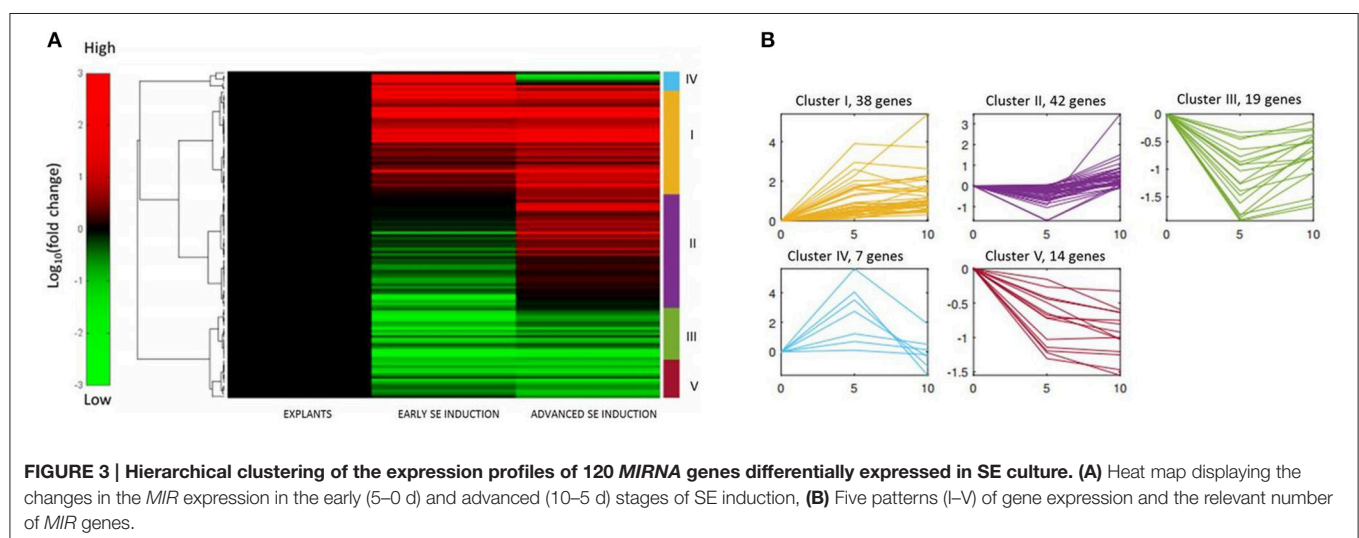 A
High
3
2
1
0
-1
-2
-3
Low
Log10(fold change)
EXPLANTS
EARLY SE INDUCTION
ADVANCED SE INDUCTION
IV
I
II
III
V
B
Cluster I, 38 genes
4
2
0
0
5
10
Cluster II, 42 genes
3
2
1
0
-1
0
5
10
Cluster III, 19 genes
0
-0.5
-1
-1.5
0
5
10
Cluster IV, 7 genes
4
2
0
0
5
10
Cluster V, 14 genes
0
-0.5
-1
-1.5
0
5
10
FIGURE 3 | Hierarchical clustering of the expression profiles of 120 MIRNA genes differentially expressed in SE culture. (A) Heat map displaying the
changes in the MIR expression in the early (5–0 d) and advanced (10–5 d) stages of SE induction, (B) Five patterns (I–V) of gene expression and the relevant number
of MIR genes.